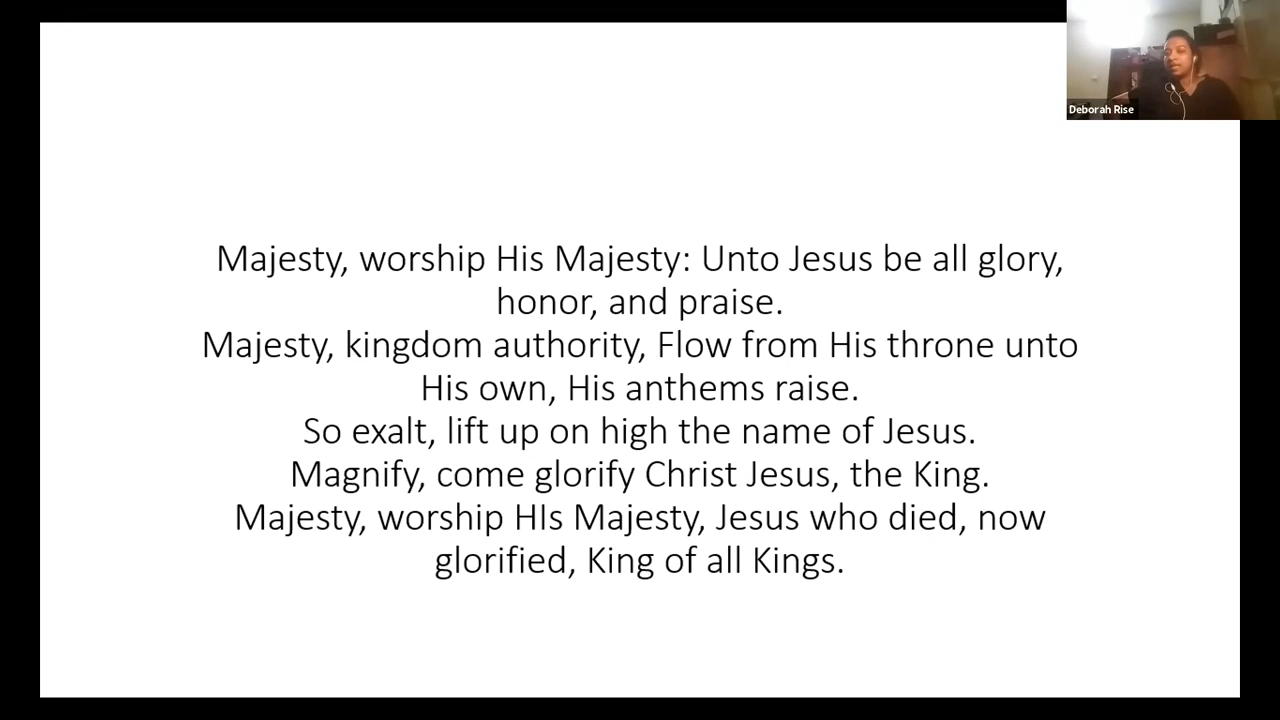 Deborah Rise
Majesty, worship His Majesty: Unto Jesus be all glory,
honor, and praise.
Majesty, kingdom authority, Flow from His throne unto
His own, His anthems raise.
So exalt, lift up on high the name of Jesus.
Magnify, come glorify Christ Jesus, the King.
Majesty, worship HIs Majesty, Jesus who died, now
glorified, King of all Kings.